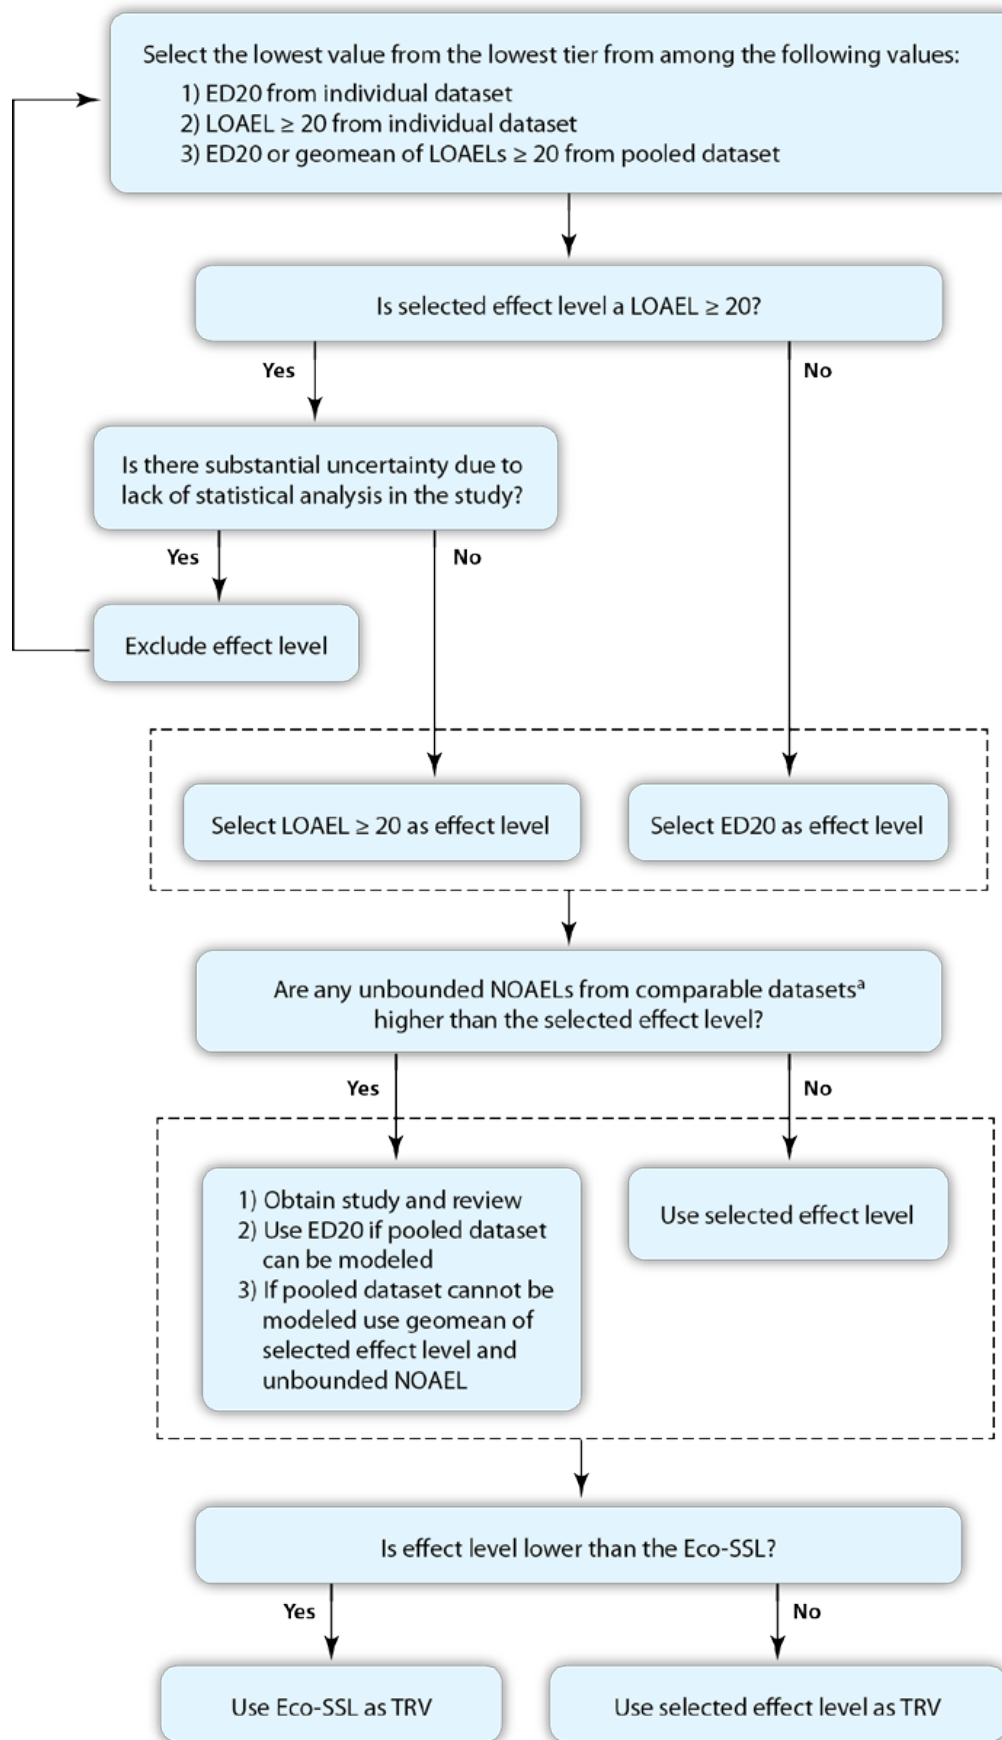 Select the lowest value from the lowest tier from among the following values:
1) ED20 from individual dataset
2) LOAEL ≥ 20 from individual dataset
3) ED20 or geomean of LOAELs ≥ 20 from pooled dataset
Is selected effect level a LOAEL ≥ 20?
Yes
No
Is there substantial uncertainty due to
lack of statistical analysis in the study?
Yes
No
Exclude effect level
Select LOAEL ≥ 20 as effect level
Select ED20 as effect level
Are any unbounded NOAELs from comparable datasetsᵃ
higher than the selected effect level?
Yes
No
1) Obtain study and review
2) Use ED20 if pooled dataset
can be modeled
3) If pooled dataset cannot be
modeled use geomean of
selected effect level and
unbounded NOAEL
Use selected effect level
Is effect level lower than the Eco-SSL?
Yes
No
Use Eco-SSL as TRV
Use selected effect level as TRV